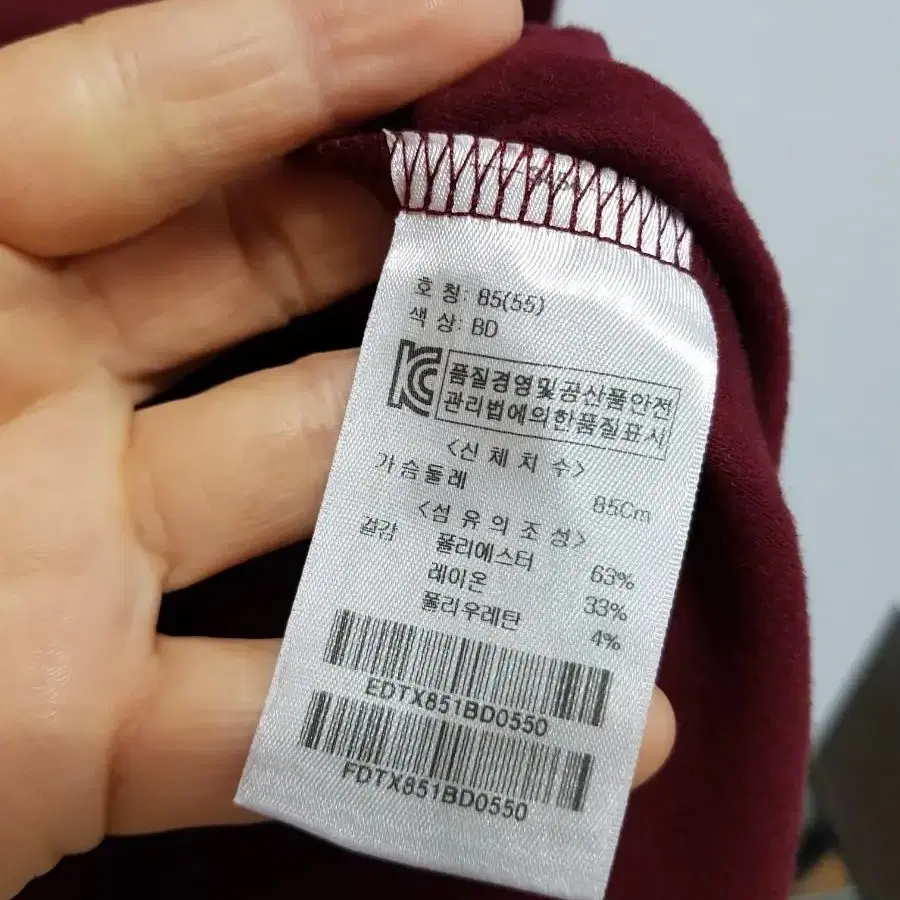 호 칭: 85(55)
색 상: BD
KC
품질경영및공산품안전
관리법에의한품질표시
<신 체 치 수>
가슴둘레 85Cm
<섬 유 의 조 성>
겉감 폴리에스터 63%
레이온 33%
폴리우레탄 4%
EDTX851BD0550
FDTX851BD0550